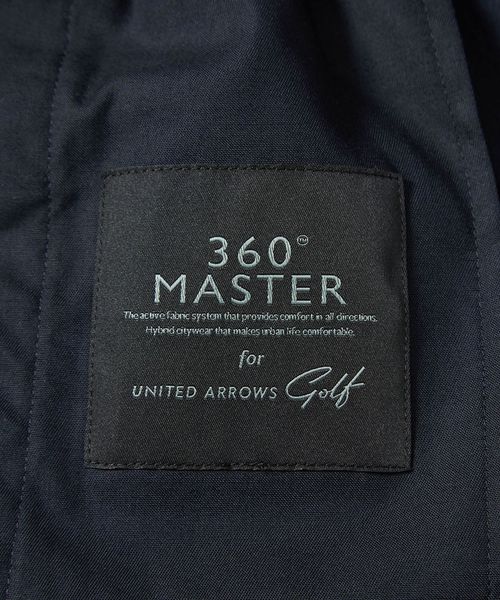 360°™
MASTER
The active fabric system that provides comfort in all directions.
Hybrid citywear that makes urban life comfortable.
for
UNITED ARROWS Golf